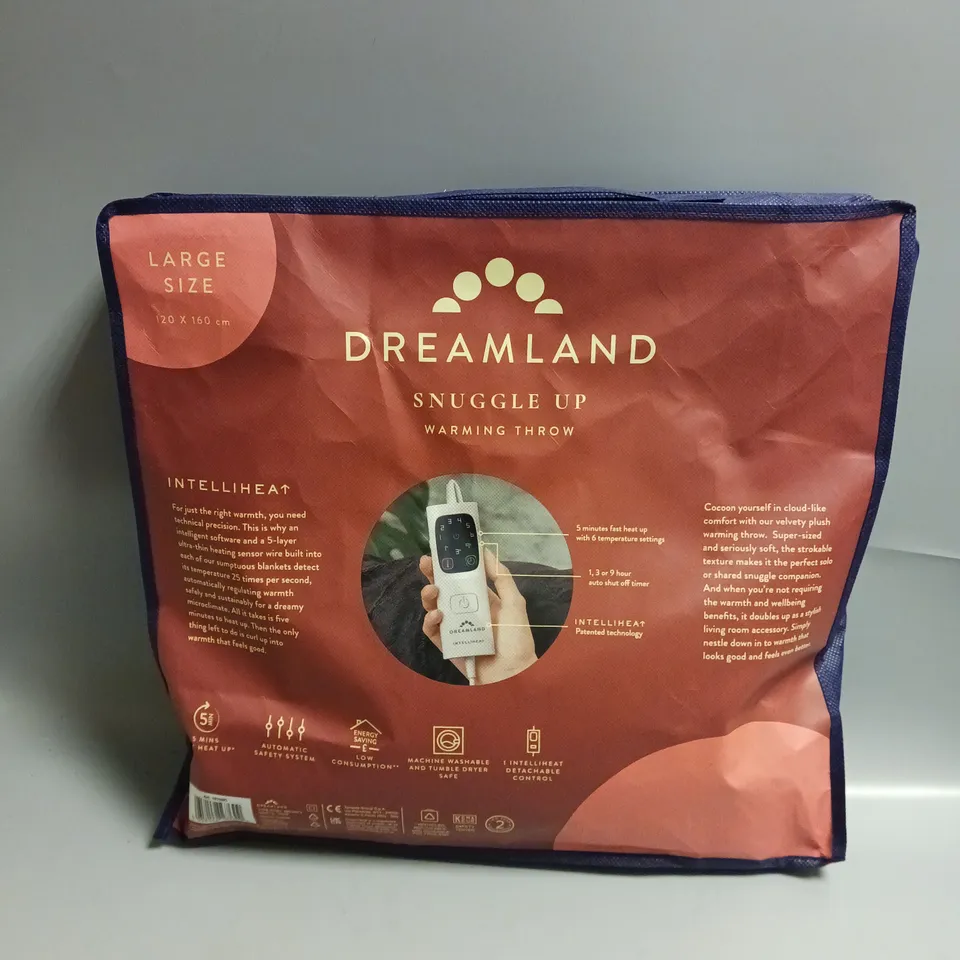 LARGE
SIZE
120 X 160 cm
DREAMLAND
SNUGGLE UP
WARMING THROW
INTELLIHEAT
For just the right warmth, you need
technical precision. This is why an
intelligent software and a 5-layer
ultra-thin heating sensor wire built into
each of our sumptuous blankets detect
its temperature 25 times per second,
automatically regulating warmth
safely and sustainably for a dreamy
microclimate. All it takes is five
minutes to heat up. Then the only
thing left to do is curl up into
warmth that feels good.
DREAMLAND
INTELLIHEAT
5 minutes fast heat up
with 6 temperature settings
1, 3 or 9 hour
auto shut off timer
INTELLIHEAT
Patented technology
Cocoon yourself in cloud-like
comfort with our velvety plush
warming throw. Super-sized
and seriously soft, the strokable
texture makes it the perfect solo
or shared snuggle companion.
And when you're not requiring
the warmth and wellbeing
benefits, it doubles up as a stylish
living room accessory. Simply
nestle down in to warmth that
looks good and feels even better.
5 MIN
5 MINS
HEAT UP*
AUTOMATIC
SAFETY SYSTEM
ENERGY
SAVING
£
LOW
CONSUMPTION**
MACHINE WASHABLE
AND TUMBLE DRYER
SAFE
1 INTELLIHEAT
DETACHABLE
CONTROL
DREAMLAND
CE
2